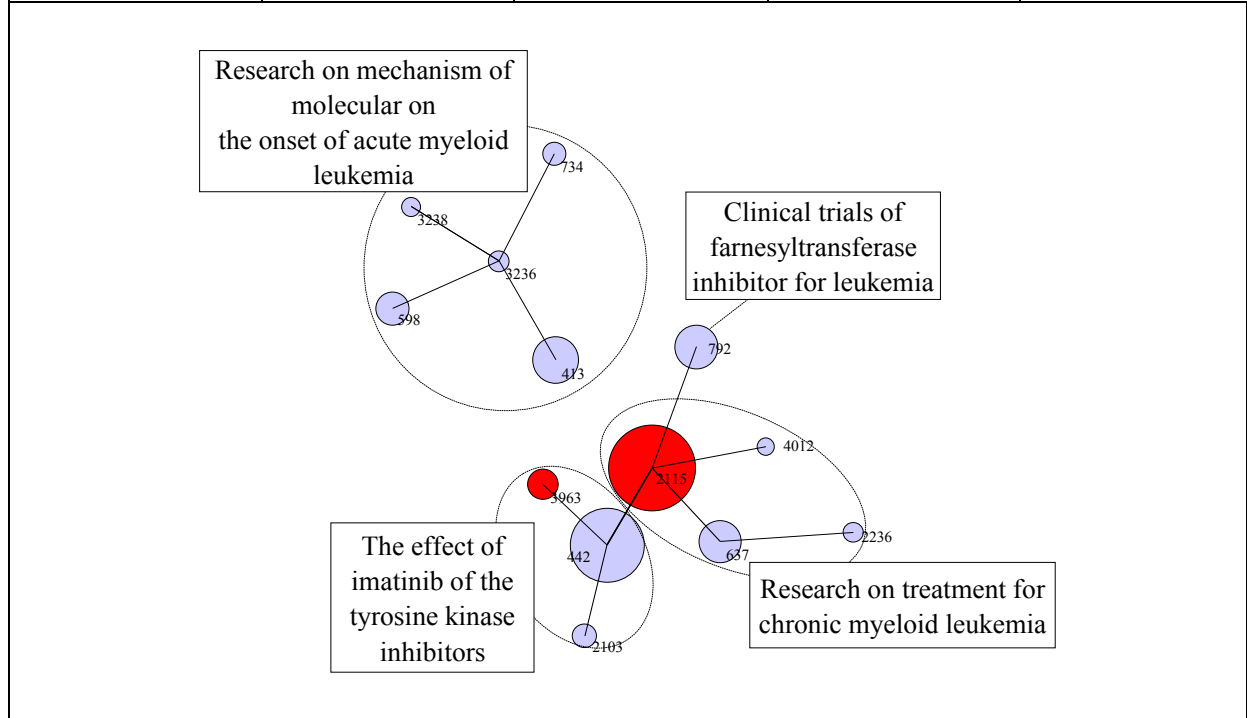 Research on mechanism of
molecular on
the onset of acute myeloid
leukemia
734
3238
3236
598
413
Clinical trials of
farnesyltransferase
inhibitor for leukemia
792
4012
2115
3963
442
637
2236
2103
The effect of
imatinib of the
tyrosine kinase
inhibitors
Research on treatment for
chronic myeloid leukemia